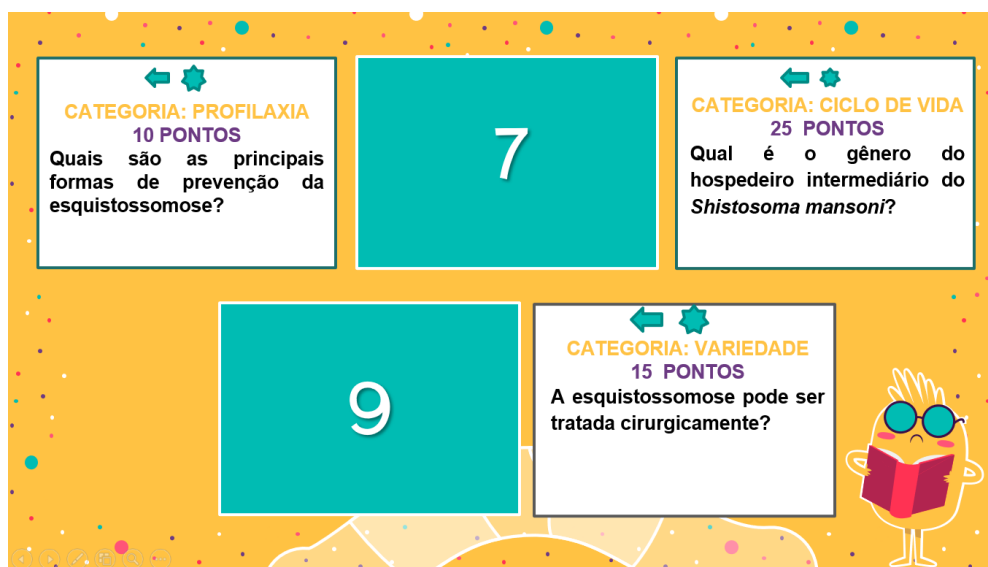 CATEGORIA: PROFILAXIA
10 PONTOS
Quais são as principais
formas de prevenção da
esquistossomose?
7
CATEGORIA: CICLO DE VIDA
25 PONTOS
Qual é o gênero do
hospedeiro intermediário do
Shistosoma mansoni?
9
CATEGORIA: VARIEDADE
15 PONTOS
A esquistossomose pode ser
tratada cirurgicamente?